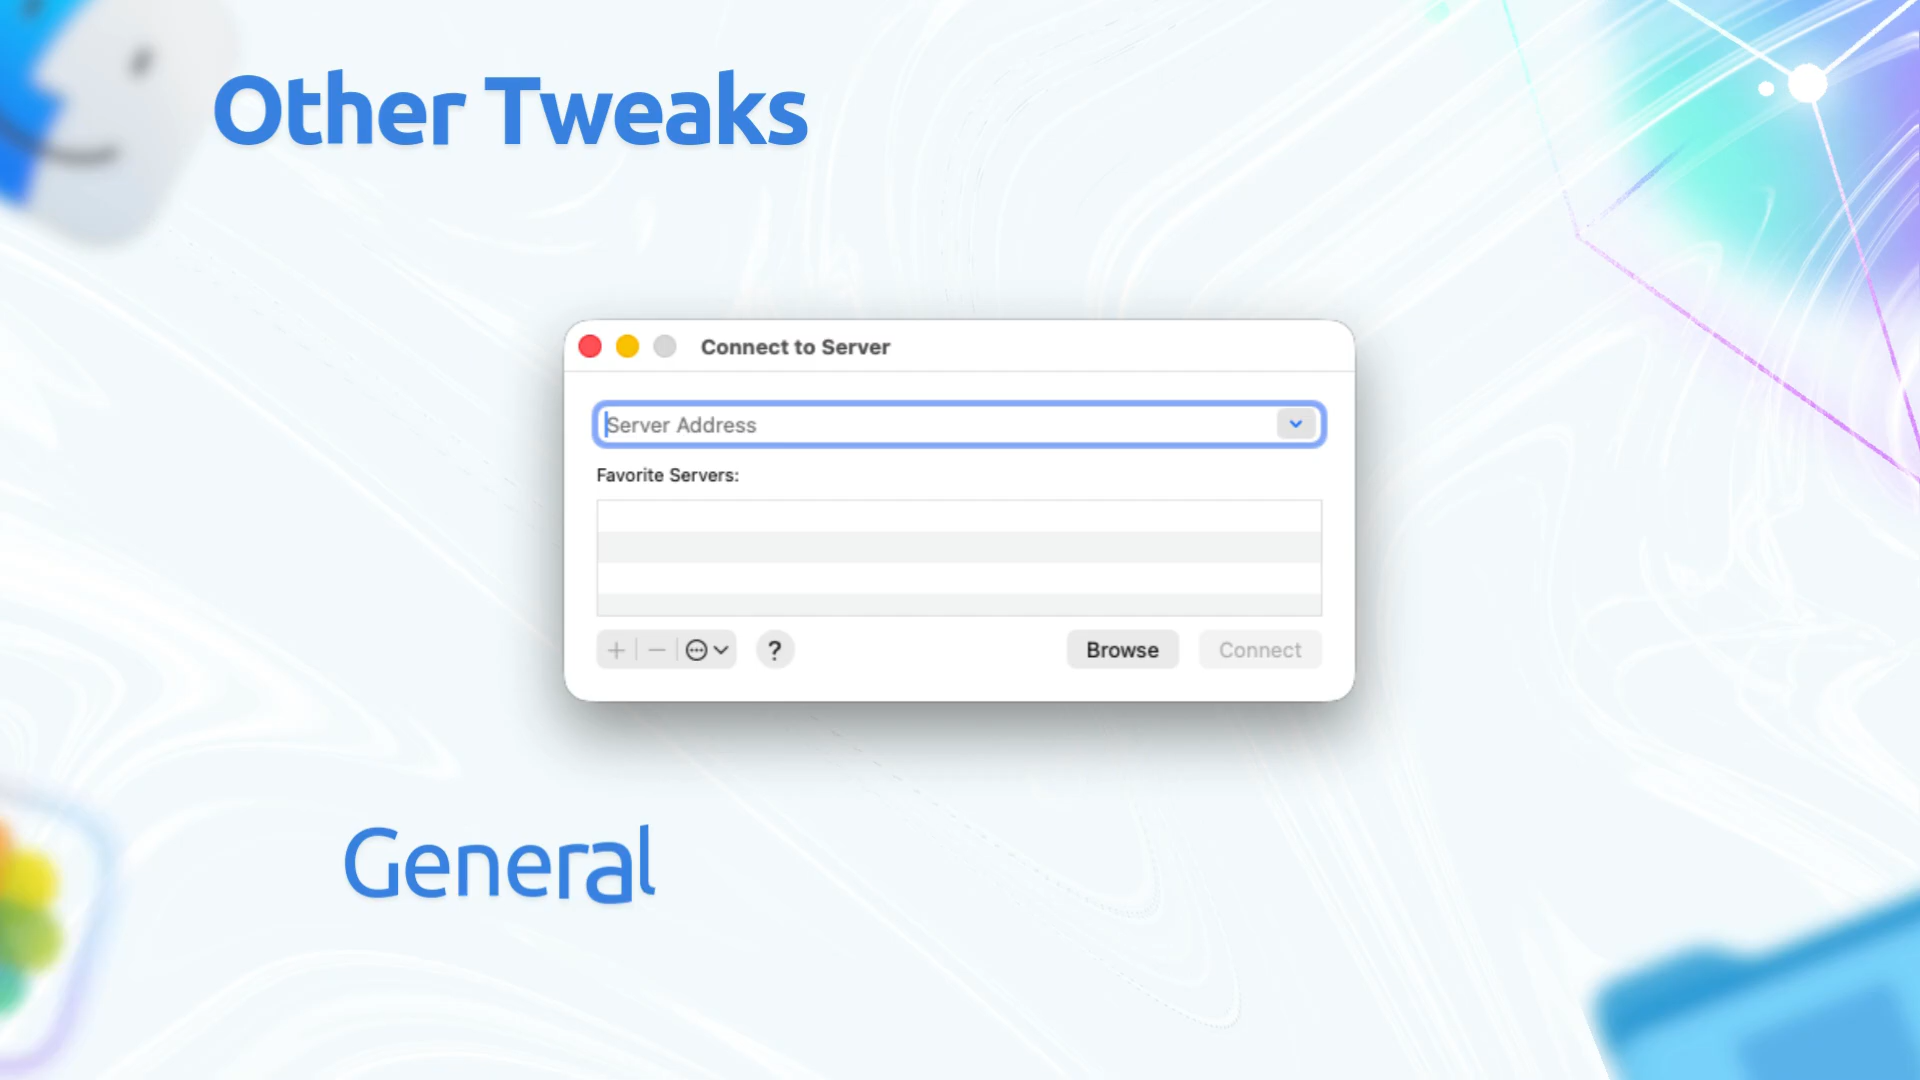 Other Tweaks
Connect to Server
Server Address
Favorite Servers:
+ − ?
Browse
Connect
General